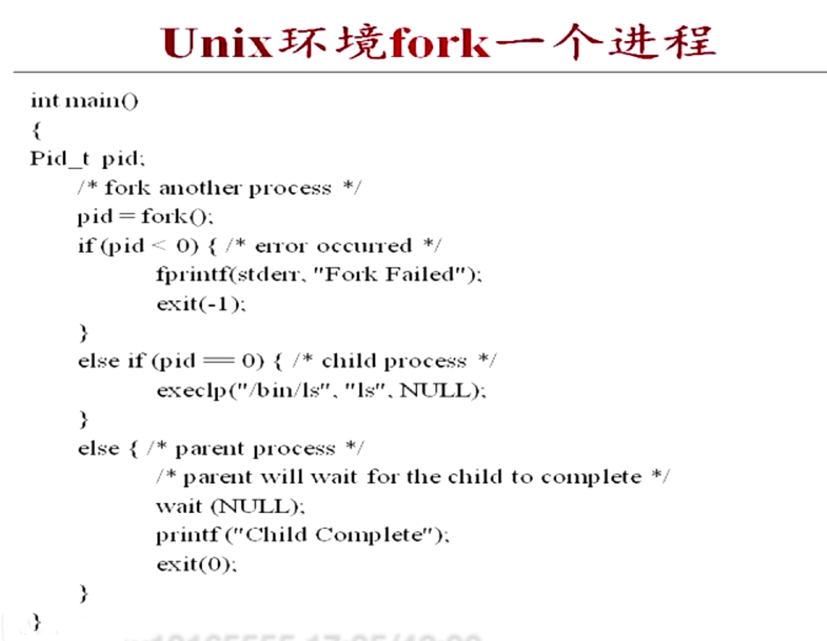 Unix环境fork一个进程
int main()
{
Pid_t pid;
/* fork another process */
pid = fork();
if (pid < 0) { /* error occurred */
fprintf(stderr, "Fork Failed");
exit(-1);
}
else if (pid == 0) { /* child process */
execlp("/bin/ls", "ls", NULL);
}
else { /* parent process */
/* parent will wait for the child to complete */
wait (NULL);
printf ("Child Complete");
exit(0);
}
}